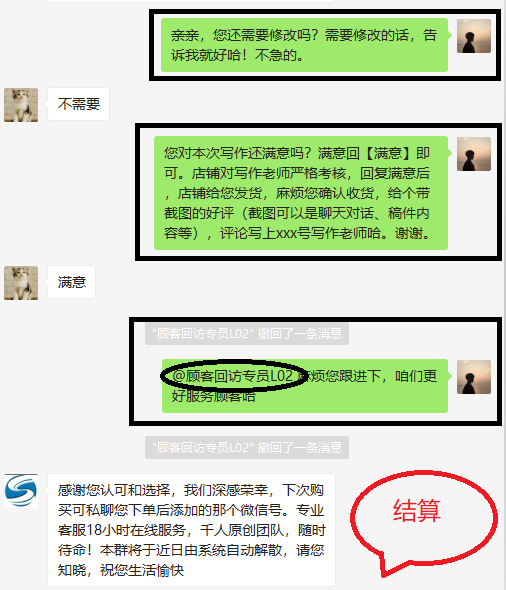 亲亲，您还需要修改吗？需要修改的话，告
诉我就好哈！不急的。
不需要
您对本次写作还满意吗？满意回【满意】即
可。店铺对写作老师严格考核，回复满意后
，店铺给您发货，麻烦您确认收货，给个带
截图的好评（截图可以是聊天对话、稿件内
容等），评论写上xxx号写作老师哈。谢谢。
满意
"顾客回访专员L02" 撤回了一条消息
@顾客回访专员L02 麻烦您跟进下，咱们更
好服务顾客哈
"顾客回访专员L02" 撤回了一条消息
感谢您认可和选择，我们深感荣幸，下次购
买可私聊您下单后添加的那个微信号。专业
客服18小时在线服务，千人原创团队，随时
待命！本群将于近日由系统自动解散，请您
知晓，祝您生活愉快
结算